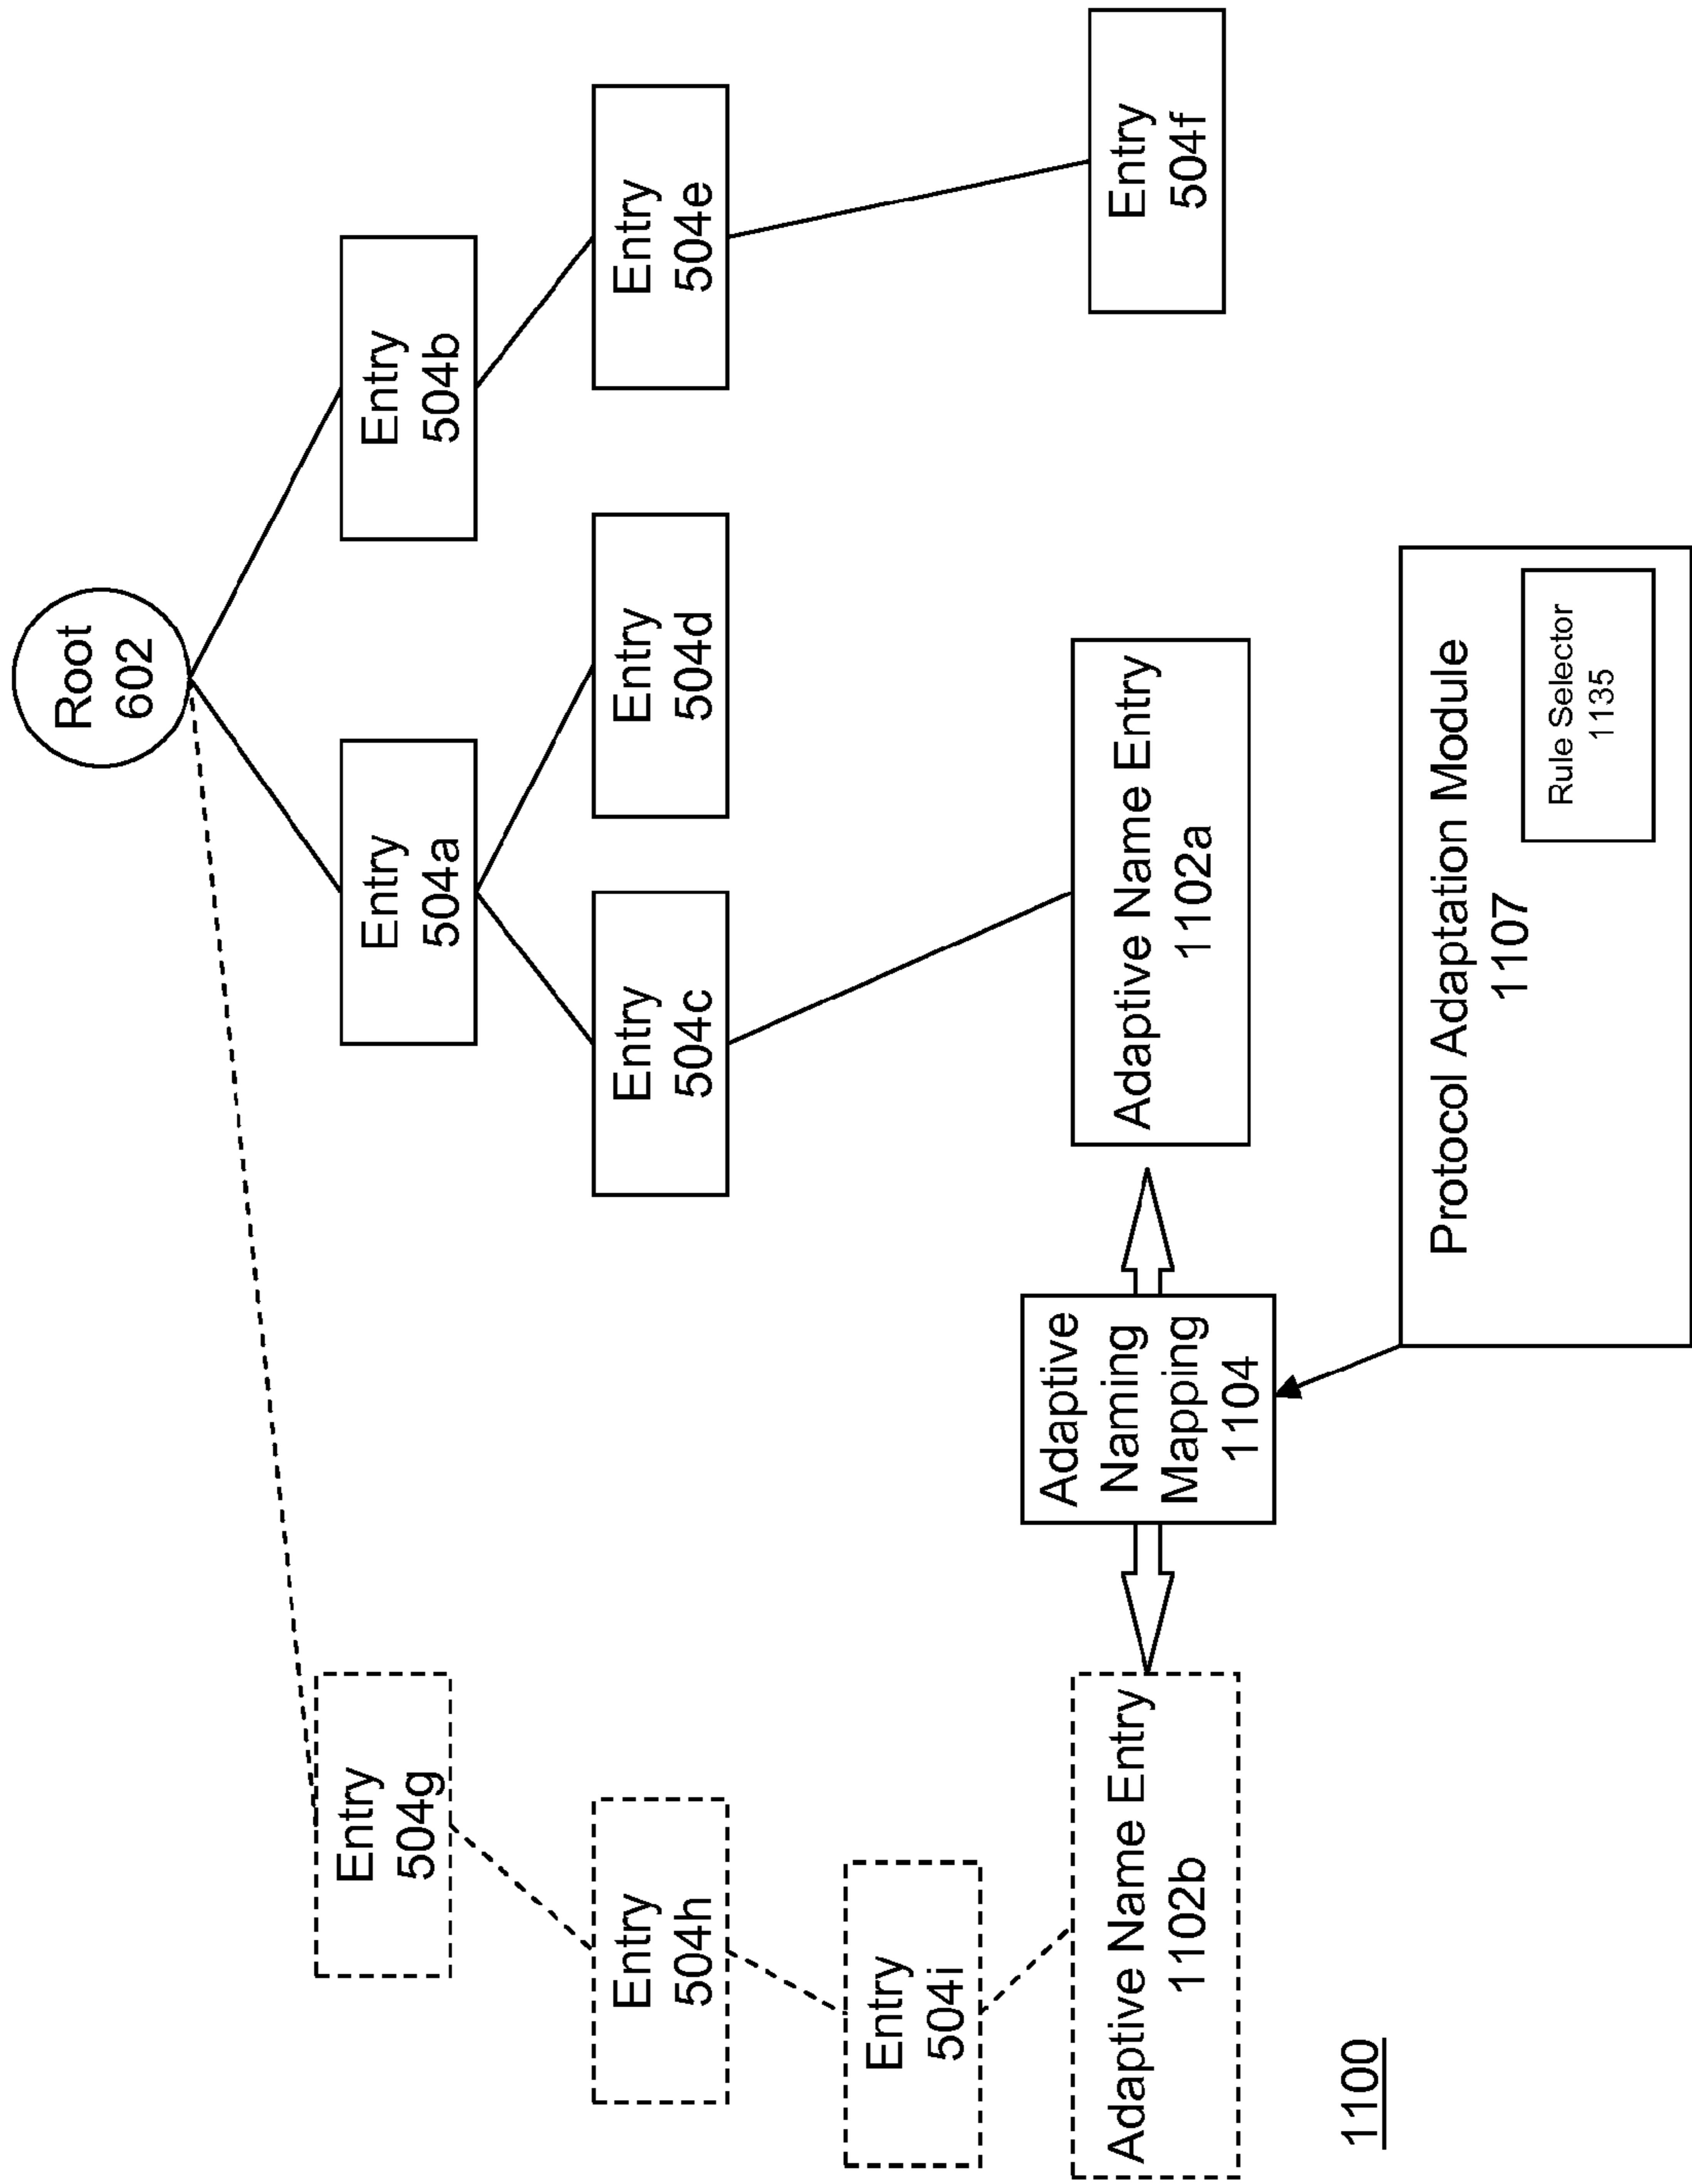 Root
602
Entry
504g
Entry
504a
Entry
504b
Entry
504h
Entry
504c
Entry
504d
Entry
504e
Entry
504i
Adaptive Name Entry
1102b
Adaptive
Naming
Mapping
1104
Adaptive Name Entry
1102a
Entry
504f
Protocol Adaptation Module
1107
Rule Selector
1135
1100